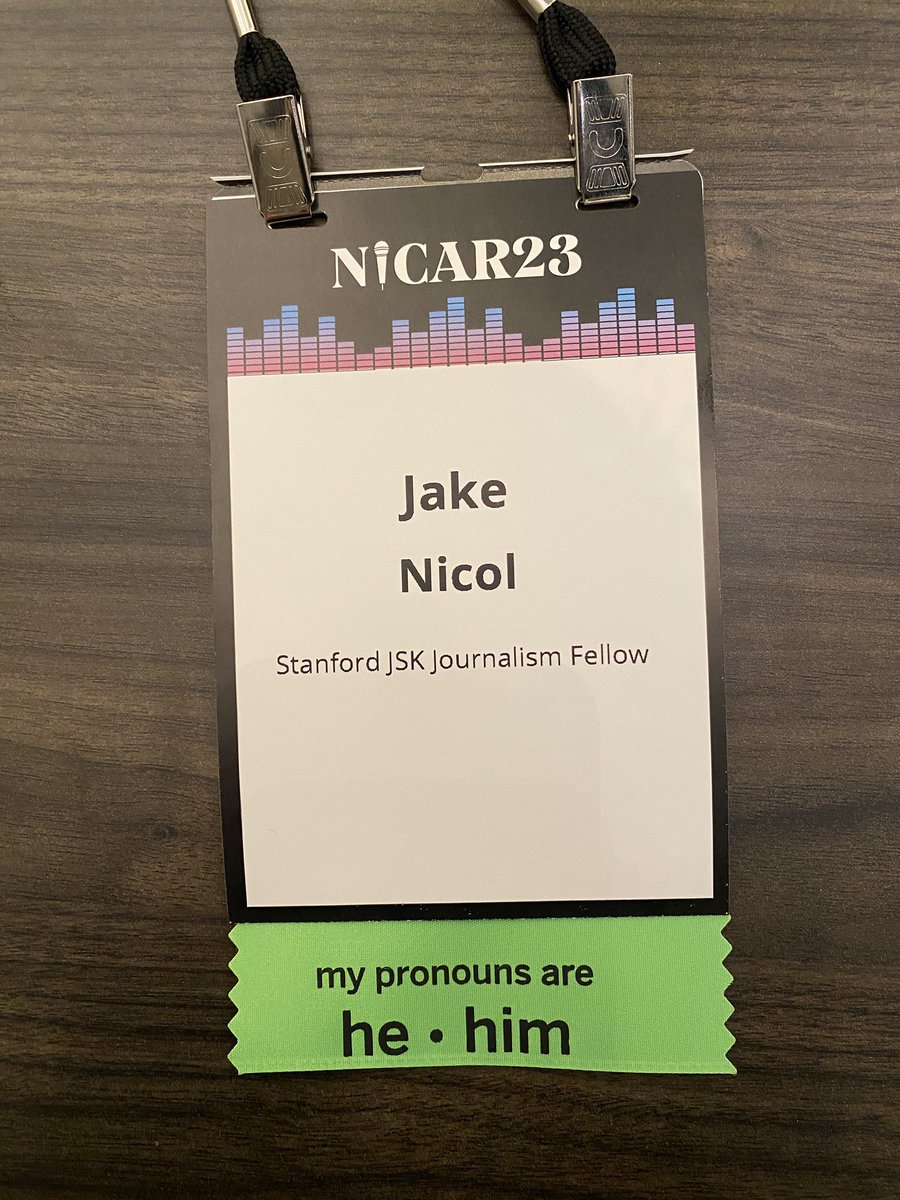 NICAR23
Jake
Nicol
Stanford JSK Journalism Fellow
my pronouns are
he • him